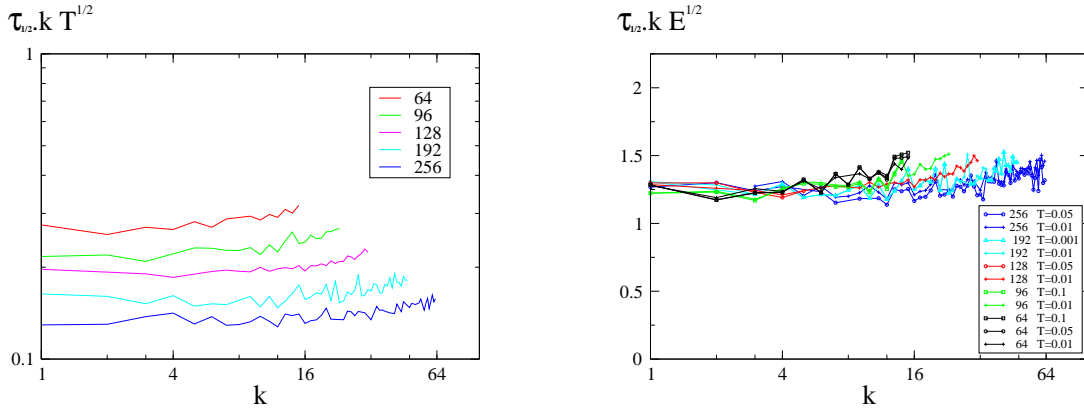 τ1/2.k T1/2
1
64
96
128
192
256
0.1
1
4
16
64
k
τ1/2.k E1/2
2
1.5
1
0.5
0
256 T=0.05
256 T=0.01
192 T=0.001
192 T=0.01
128 T=0.05
128 T=0.01
96 T=0.1
96 T=0.01
64 T=0.1
64 T=0.05
64 T=0.01
1
4
16
64
k